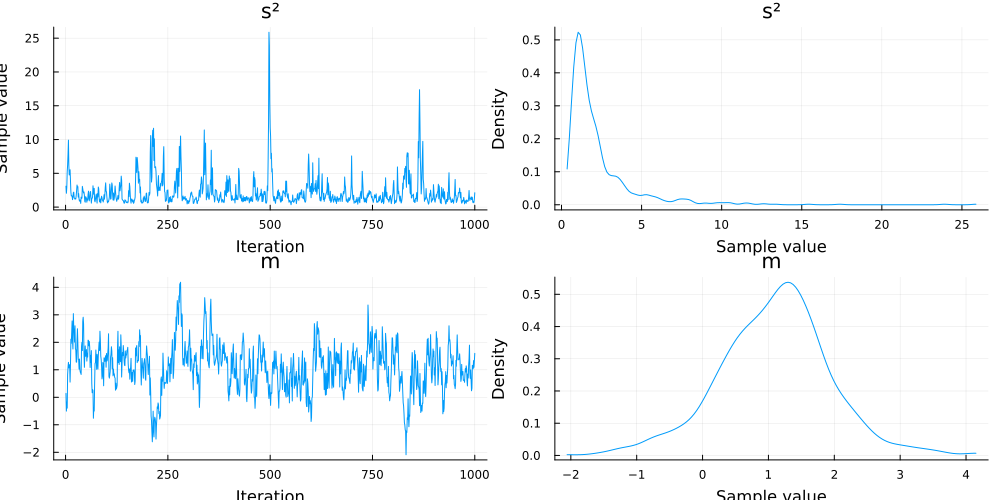 s²
s²
25
20
15
10
5
0
Sample value
0 250 500 750 1000
Iteration
0.5
0.4
0.3
0.2
0.1
0.0
Density
0 5 10 15 20 25
Sample value
m
m
4
3
2
1
0
−1
−2
Sample value
0 250 500 750 1000
Iteration
0.5
0.4
0.3
0.2
0.1
0.0
Density
−2 −1 0 1 2 3 4
Sample value